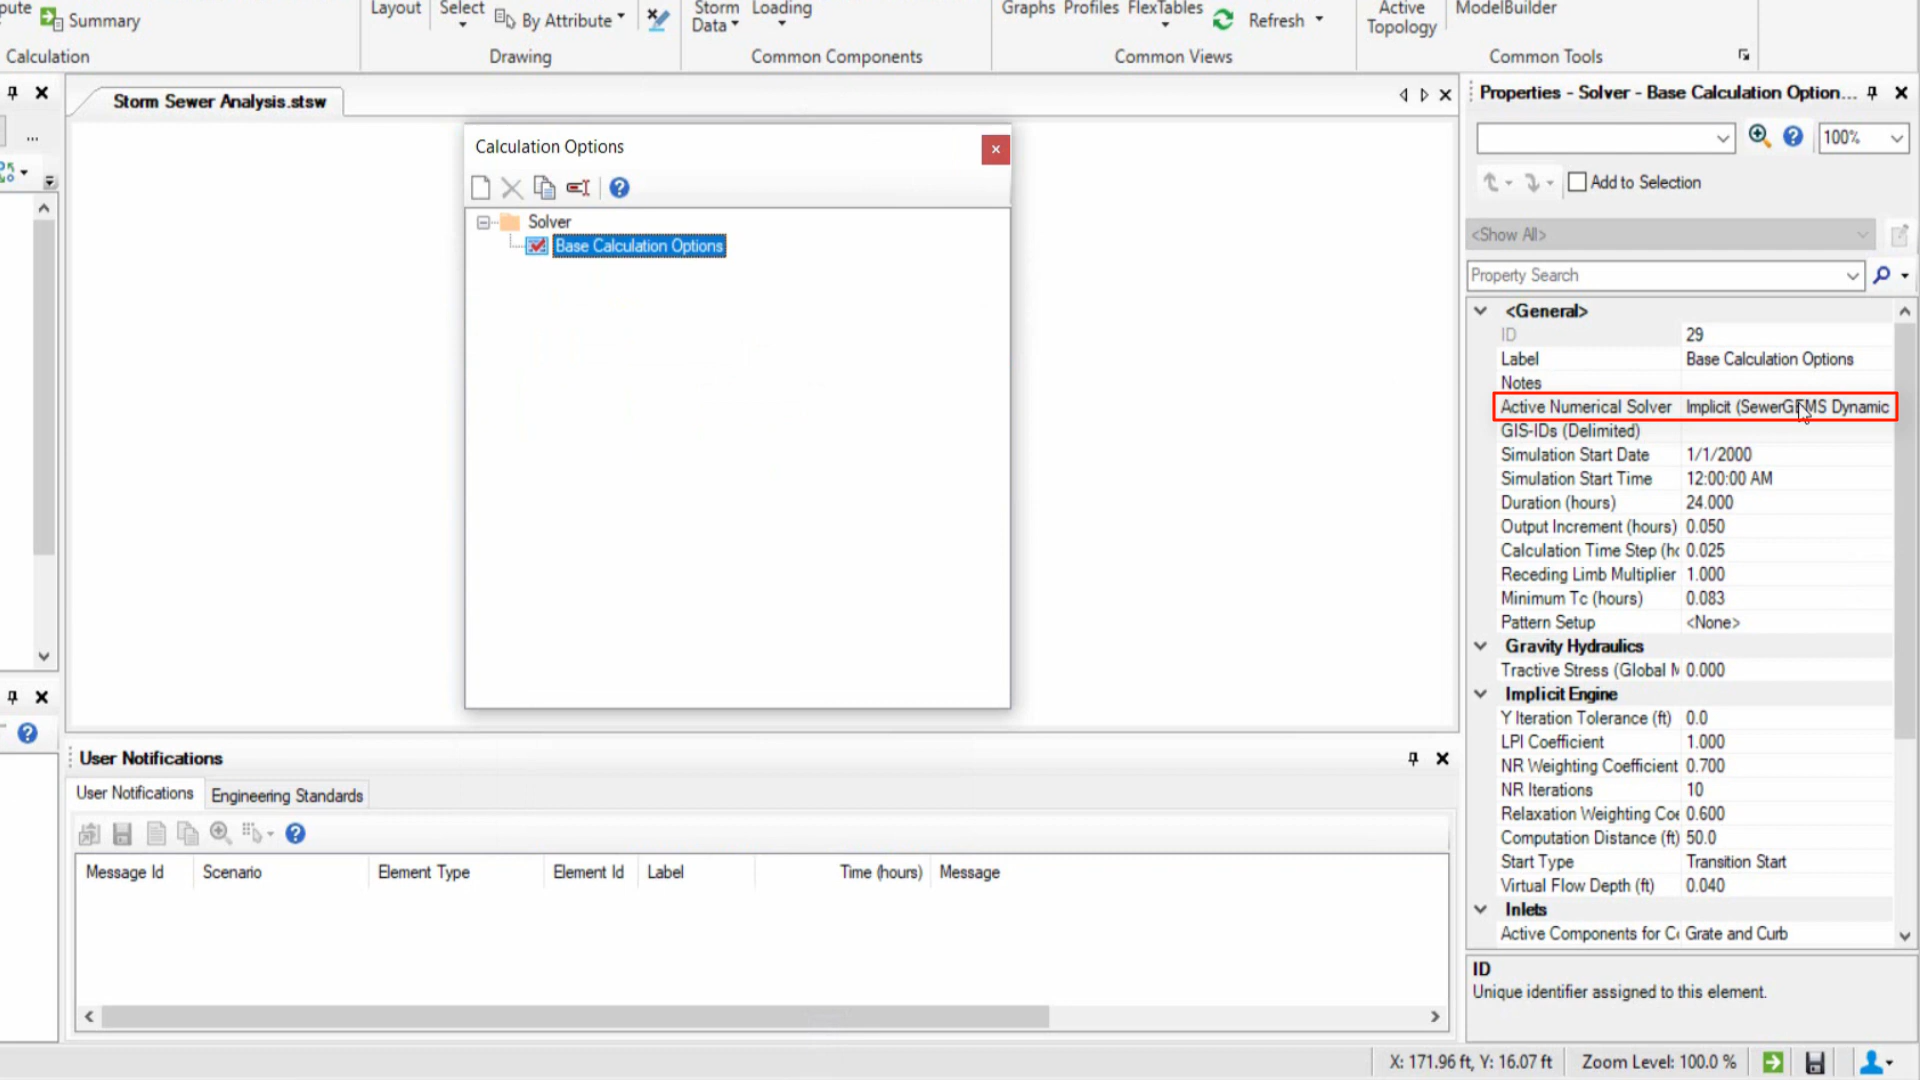 pute
Summary
Calculation
Layout
Select
By Attribute
Drawing
Storm
Data
Loading
Common Components
Graphs Profiles FlexTables
Refresh
Common Views
Active
Topology
ModelBuilder
Common Tools
...
Storm Sewer Analysis.stsw
Calculation Options
Solver
Base Calculation Options
Properties - Solver - Base Calculation Option...
100%
Add to Selection
<Show All>
Property Search
<General>
ID 29
Label Base Calculation Options
Notes
Active Numerical Solver Implicit (SewerGEMS Dynamic
GIS-IDs (Delimited)
Simulation Start Date 1/1/2000
Simulation Start Time 12:00:00 AM
Duration (hours) 24.000
Output Increment (hours) 0.050
Calculation Time Step (hc 0.025
Receding Limb Multiplier 1.000
Minimum Tc (hours) 0.083
Pattern Setup <None>
Gravity Hydraulics
Tractive Stress (Global M 0.000
Implicit Engine
Y Iteration Tolerance (ft) 0.0
LPI Coefficient 1.000
NR Weighting Coefficient 0.700
NR Iterations 10
Relaxation Weighting Coe 0.600
Computation Distance (ft) 50.0
Start Type Transition Start
Virtual Flow Depth (ft) 0.040
Inlets
Active Components for Co Grate and Curb
ID
Unique identifier assigned to this element.
User Notifications
User Notifications Engineering Standards
Message Id Scenario Element Type Element Id Label Time (hours) Message
X: 171.96 ft, Y: 16.07 ft Zoom Level: 100.0 %